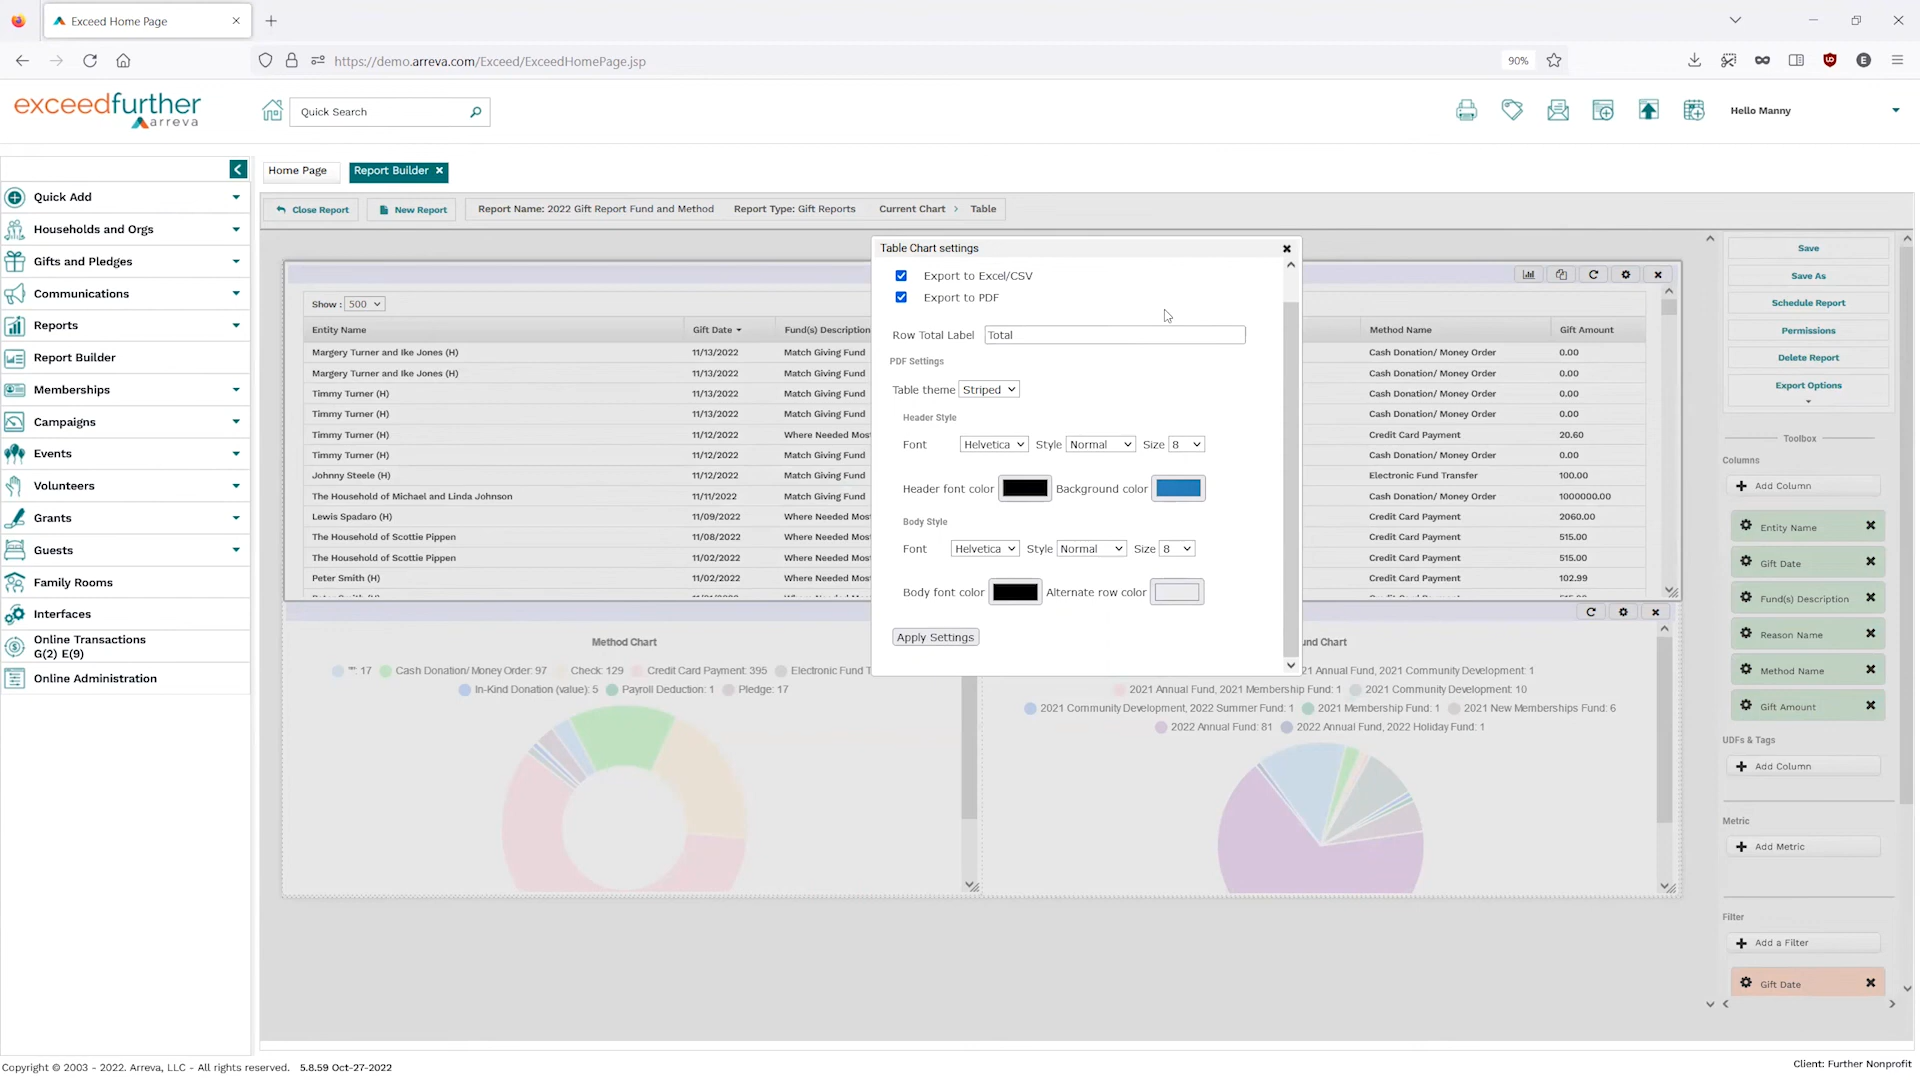 Exceed Home Page
https://demo.arreva.com/Exceed/ExceedHomePage.jsp
90%
exceedfurther
arreva
Quick Search
Hello Manny
Home Page
Report Builder
Quick Add
Households and Orgs
Gifts and Pledges
Communications
Reports
Report Builder
Memberships
Campaigns
Events
Volunteers
Grants
Guests
Family Rooms
Interfaces
Online Transactions
G(2) E(9)
Online Administration
Close Report
New Report
Report Name: 2022 Gift Report Fund and Method
Report Type: Gift Reports
Current Chart > Table
Show : 500
Entity Name Gift Date Fund(s) Description Method Name Gift Amount
Margery Turner and Ike Jones (H) 11/13/2022 Match Giving Fund Cash Donation/ Money Order 0.00
Margery Turner and Ike Jones (H) 11/13/2022 Match Giving Fund Cash Donation/ Money Order 0.00
Timmy Turner (H) 11/13/2022 Match Giving Fund Cash Donation/ Money Order 0.00
Timmy Turner (H) 11/13/2022 Match Giving Fund Cash Donation/ Money Order 0.00
Timmy Turner (H) 11/12/2022 Where Needed Mos Credit Card Payment 20.60
Timmy Turner (H) 11/12/2022 Match Giving Fund Cash Donation/ Money Order 0.00
Johnny Steele (H) 11/12/2022 Match Giving Fund Electronic Fund Transfer 100.00
The Household of Michael and Linda Johnson 11/11/2022 Match Giving Fund Cash Donation/ Money Order 1000000.00
Lewis Spadaro (H) 11/09/2022 Where Needed Mos Credit Card Payment 2060.00
The Household of Scottie Pippen 11/08/2022 Where Needed Mos Credit Card Payment 515.00
The Household of Scottie Pippen 11/02/2022 Where Needed Mos Credit Card Payment 515.00
Peter Smith (H) 11/02/2022 Where Needed Mos Credit Card Payment 102.99
Table Chart settings
Export to Excel/CSV
Export to PDF
Row Total Label Total
PDF Settings
Table theme Striped
Header Style
Font Helvetica Style Normal Size 8
Header font color Background color
Body Style
Font Helvetica Style Normal Size 8
Body font color Alternate row color
Apply Settings
Method Chart
"": 17 Cash Donation/ Money Order: 97 Check: 129 Credit Card Payment: 395 Electronic Fund T
In-Kind Donation (value): 5 Payroll Deduction: 1 Pledge: 17
und Chart
1 Annual Fund, 2021 Community Development: 1
2021 Annual Fund, 2021 Membership Fund: 1 2021 Community Development: 10
2021 Community Development, 2022 Summer Fund: 1 2021 Membership Fund: 1 2021 New Memberships Fund: 6
2022 Annual Fund: 81 2022 Annual Fund, 2022 Holiday Fund: 1
Save
Save As
Schedule Report
Permissions
Delete Report
Export Options
Toolbox
Columns
Add Column
Entity Name
Gift Date
Fund(s) Description
Reason Name
Method Name
Gift Amount
UDFs & Tags
Add Column
Metric
Add Metric
Filter
Add a Filter
Gift Date
Copyright © 2003 - 2022. Arreva, LLC - All rights reserved. 5.8.59 Oct-27-2022
Client: Further Nonprofit